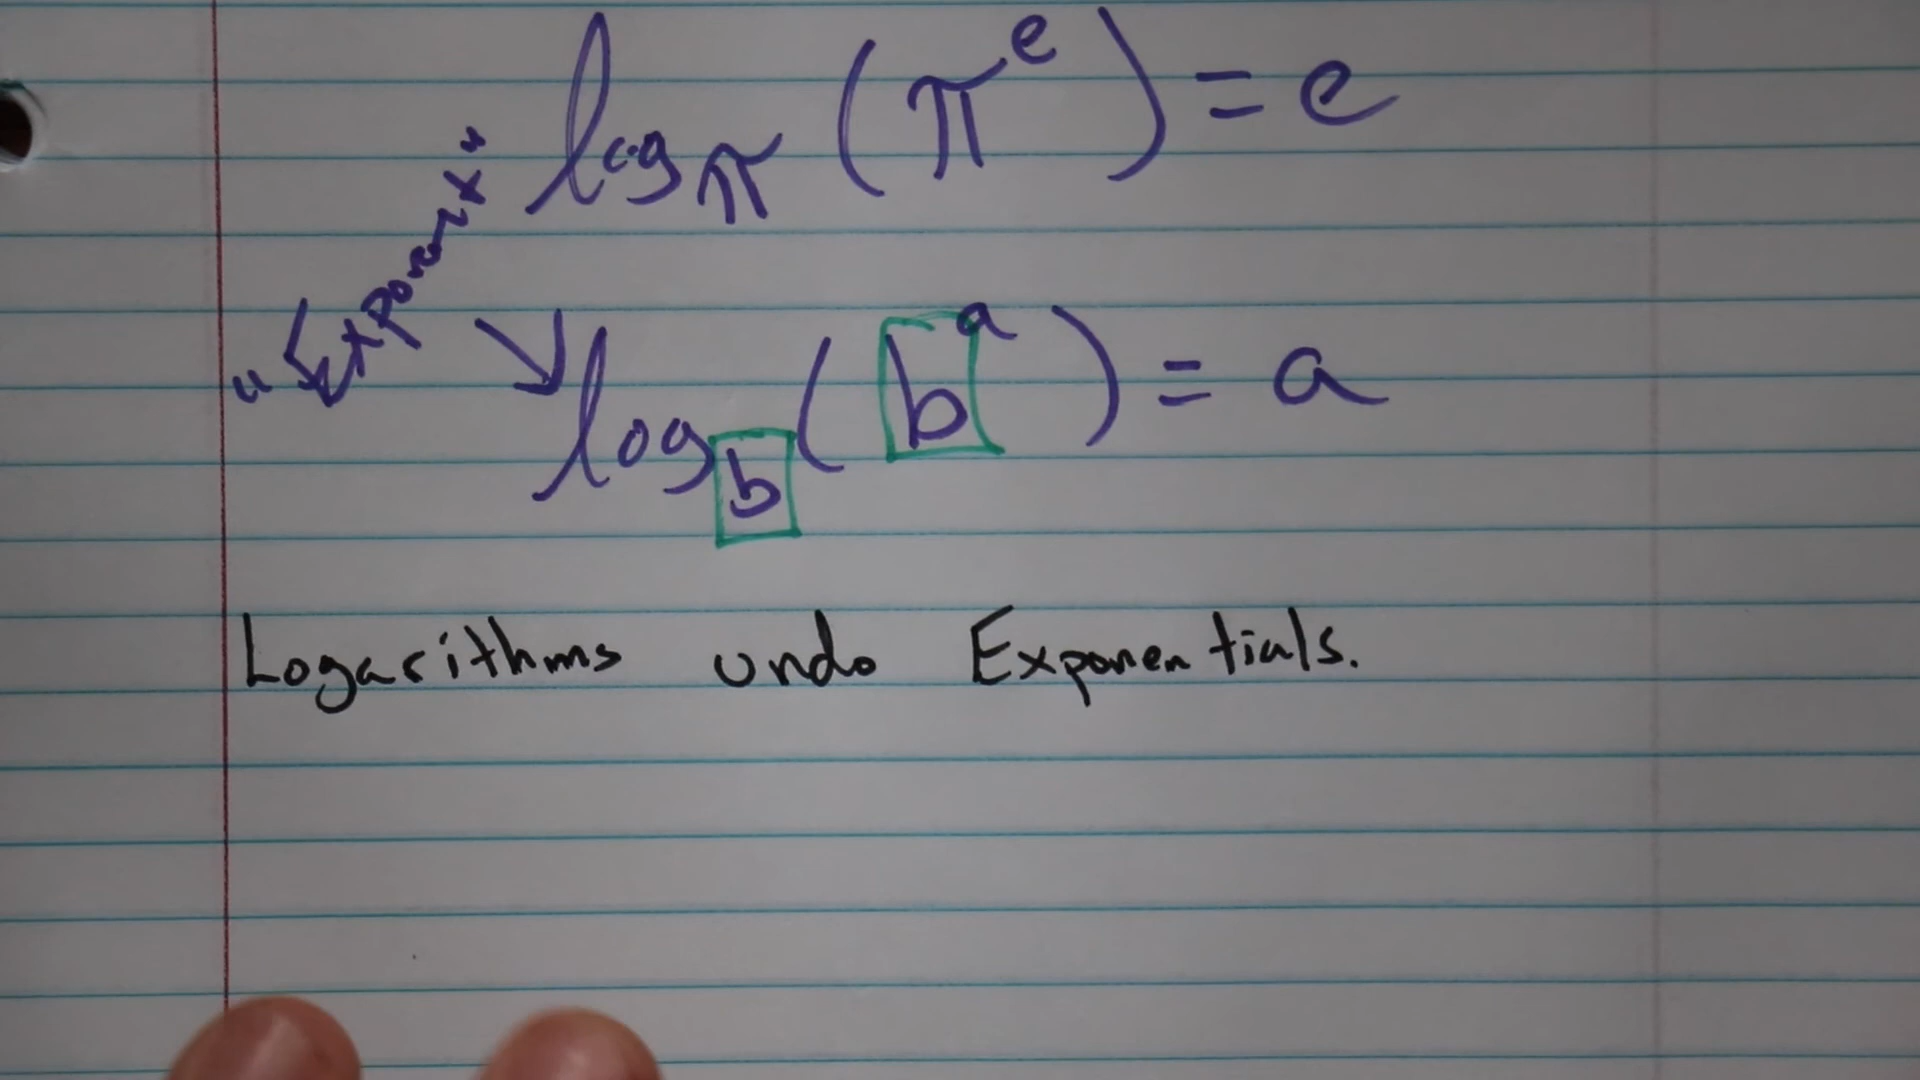 log_π(π^e) = e
"Exponent"
log_b(b^a) = a
Logarithms undo Exponentials.